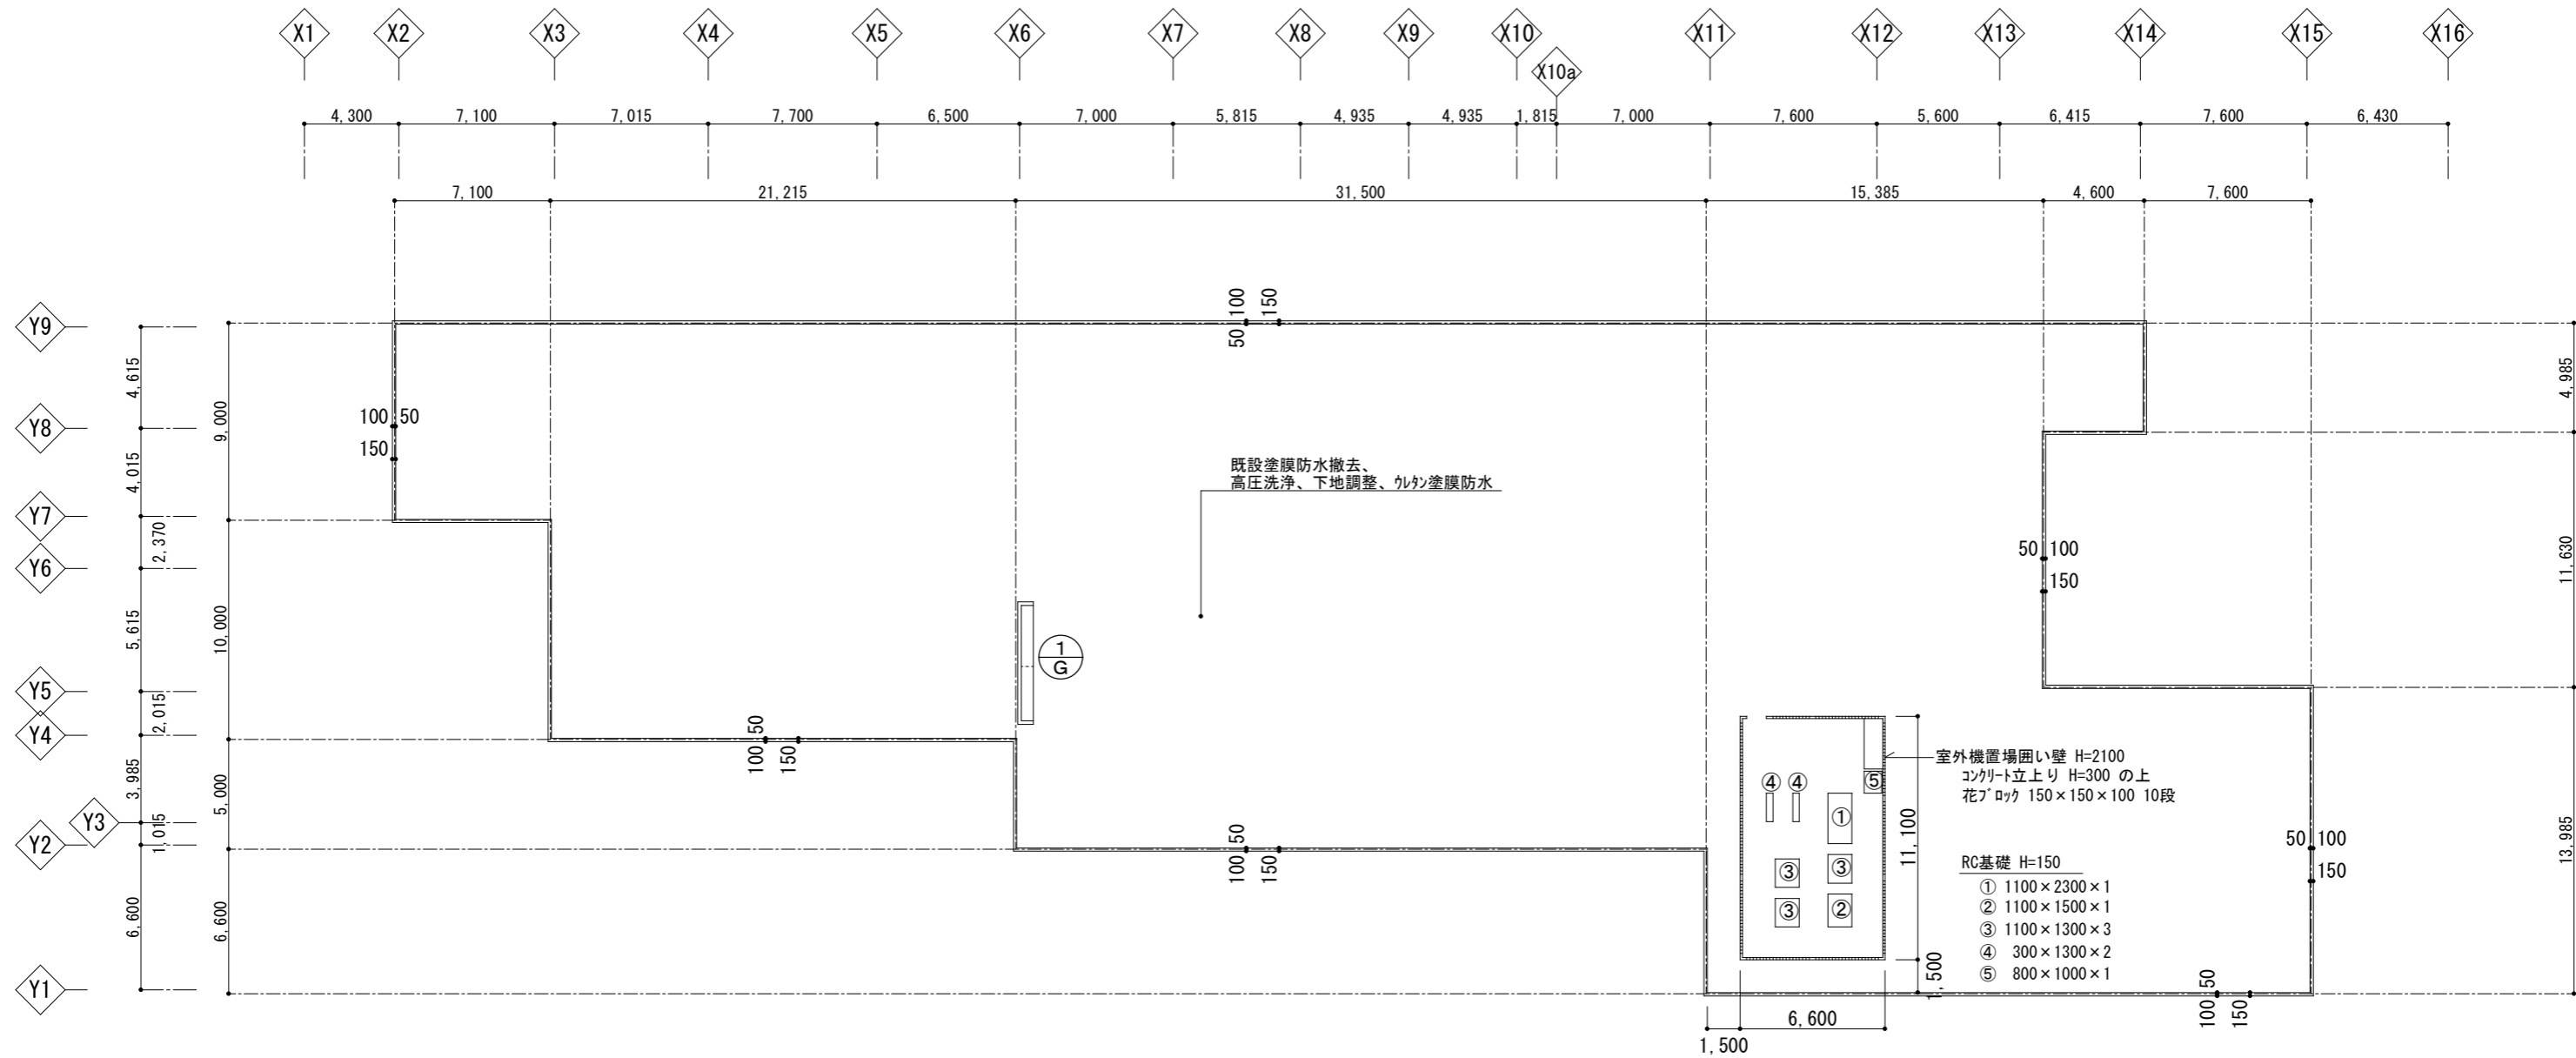 X1 X2 X3 X4 X5 X6 X7 X8 X9 X10 X11 X12 X13 X14 X15 X16
X10a
4,300 7,100 7,015 7,700 6,500 7,000 5,815 4,935 4,935 1,815 7,000 7,600 5,600 6,415 7,600 6,430
7,100 21,215 31,500 15,385 4,600 7,600
Y9
Y8
Y7
Y6
Y5
Y4
Y3
Y2
Y1
4,615
4,015
2,370
5,615
2,015
3,985
1,015
6,600
9,000
10,000
5,000
6,600
100 150
50
100 50
150
既設塗膜防水撤去、
高圧洗浄、下地調整、ウレタン塗膜防水
1
G
50
100 150
50
100 150
50 100
150
4,985
11,630
13,985
室外機置場囲い壁 H=2100
コンクリート立上り H=300 の上
花ブロック 150×150×100 10段
④ ④ ⑤
①
③ ③
③ ②
11,100
1,500
6,600
1,500
RC基礎 H=150
① 1100×2300×1
② 1100×1500×1
③ 1100×1300×3
④ 300×1300×2
⑤ 800×1000×1
50 100
150
50
100 150